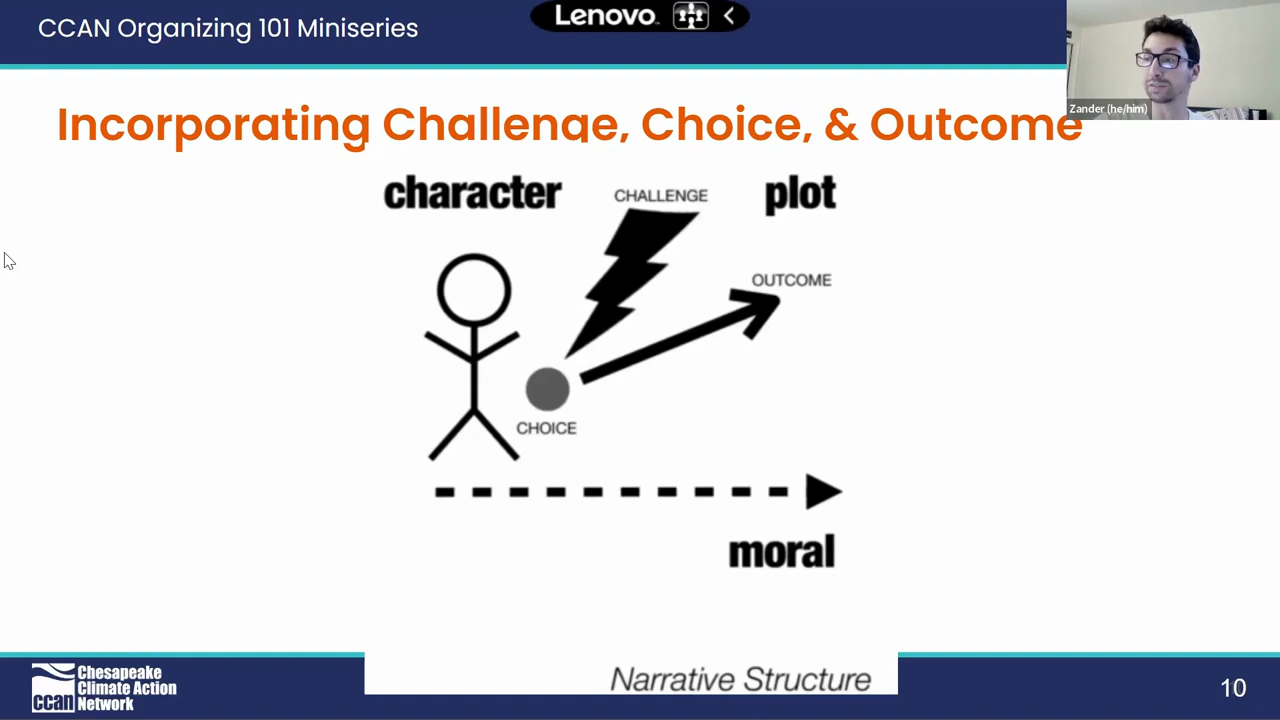 CCAN Organizing 101 Miniseries
Lenovo
Zander (he/him)
Incorporating Challenge, Choice, & Outcome
character
CHALLENGE
plot
OUTCOME
CHOICE
moral
Narrative Structure
ccan
Chesapeake
Climate Action
Network
10